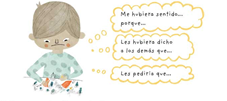 Me hubiera sentido...
porque...
Les hubiera dicho
a los demás que...
Les pediría que...